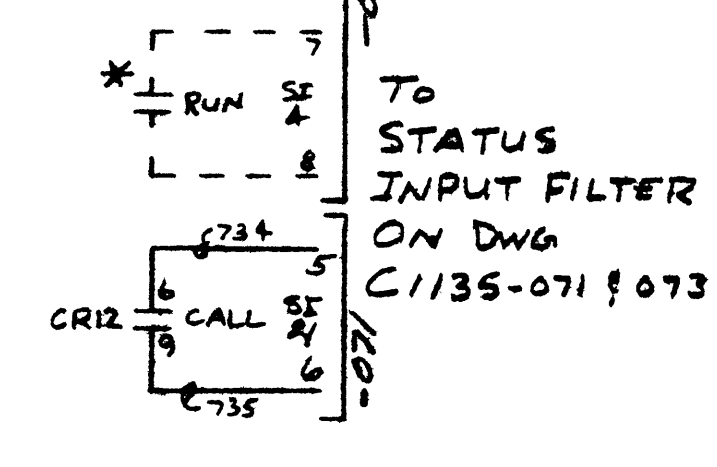 7
*
RUN
SI
4
8
TO
STATUS
INPUT FILTER
ON DWG
C1135-071 & 073
734
5
6
CR12
CALL
SI
9
6
735
-071